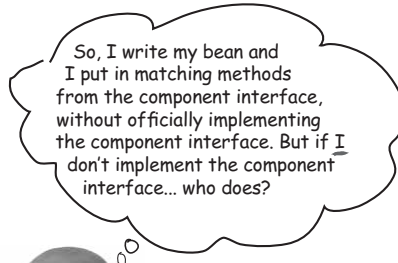 So, I write my bean and
I put in matching methods
from the component interface,
without officially implementing
the component interface. But if I
don't implement the component
interface... who does?